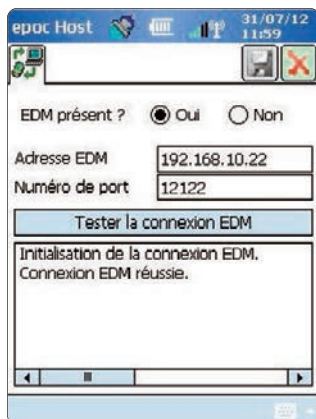 epoc Host
31/07/12
11:59
EDM présent ? Oui Non
Adresse EDM 192.168.10.22
Numéro de port 12122
Tester la connexion EDM
Initialisation de la connexion EDM.
Connexion EDM réussie.